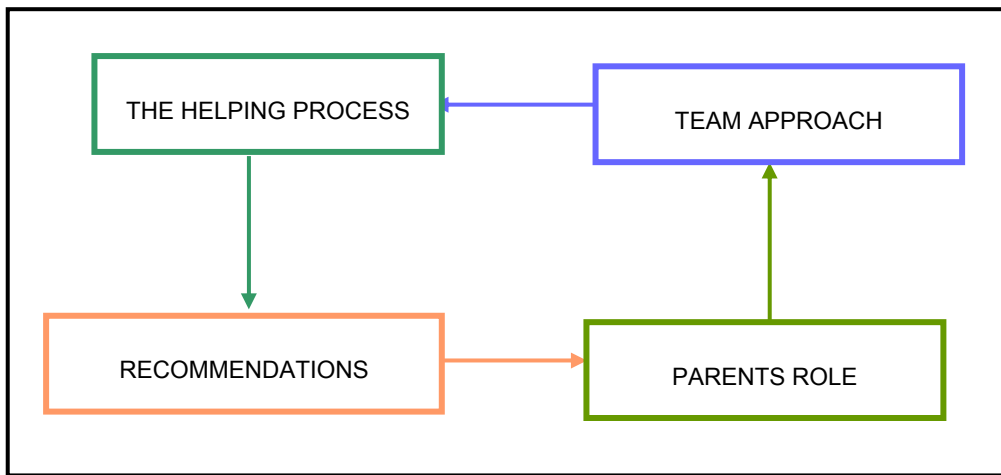 THE HELPING PROCESS
TEAM APPROACH
RECOMMENDATIONS
PARENTS ROLE